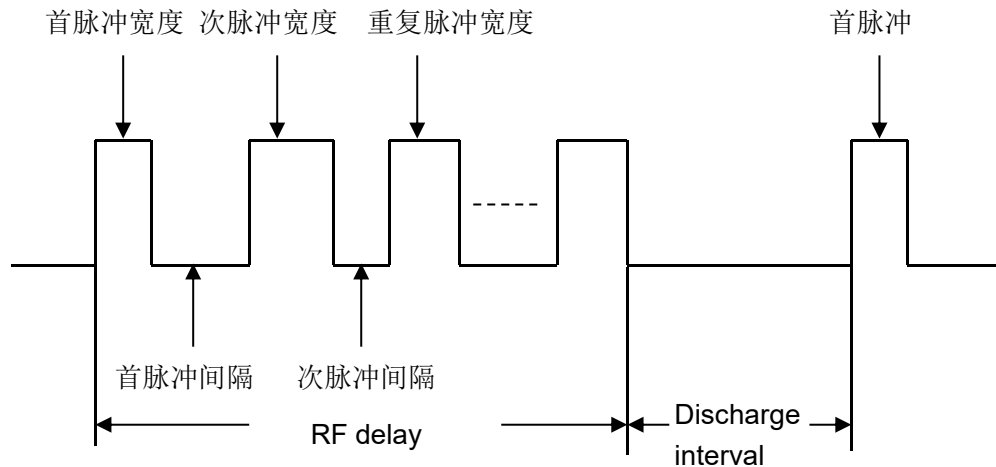 首脉冲宽度 次脉冲宽度 重复脉冲宽度 首脉冲
首脉冲间隔 次脉冲间隔
RF delay
Discharge
interval